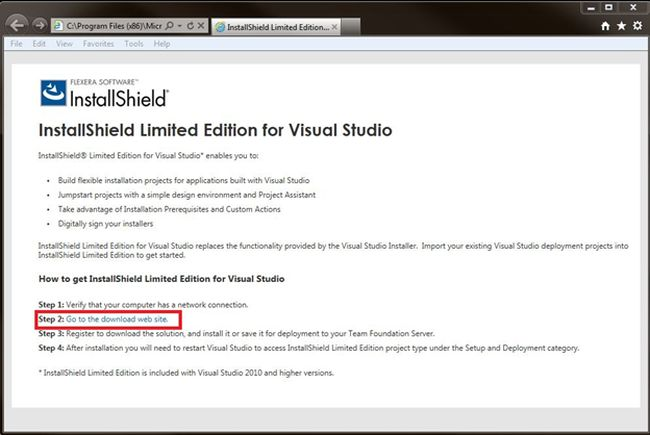 C:\Program Files (x86)\Micr
InstallShield Limited Edition...
File Edit View Favorites Tools Help
FLEXERA SOFTWARE™
InstallShield®
InstallShield Limited Edition for Visual Studio
InstallShield® Limited Edition for Visual Studio* enables you to:
• Build flexible installation projects for applications built with Visual Studio
• Jumpstart projects with a simple design environment and Project Assistant
• Take advantage of Installation Prerequisites and Custom Actions
• Digitally sign your installers
InstallShield Limited Edition for Visual Studio replaces the functionality provided by the Visual Studio Installer. Import your existing Visual Studio deployment projects into
InstallShield Limited Edition to get started.
How to get InstallShield Limited Edition for Visual Studio
Step 1: Verify that your computer has a network connection.
Step 2: Go to the download web site.
Step 3: Register to download the solution, and install it or save it for deployment to your Team Foundation Server.
Step 4: After installation you will need to restart Visual Studio to access InstallShield Limited Edition project type under the Setup and Deployment category.
* InstallShield Limited Edition is included with Visual Studio 2010 and higher versions.